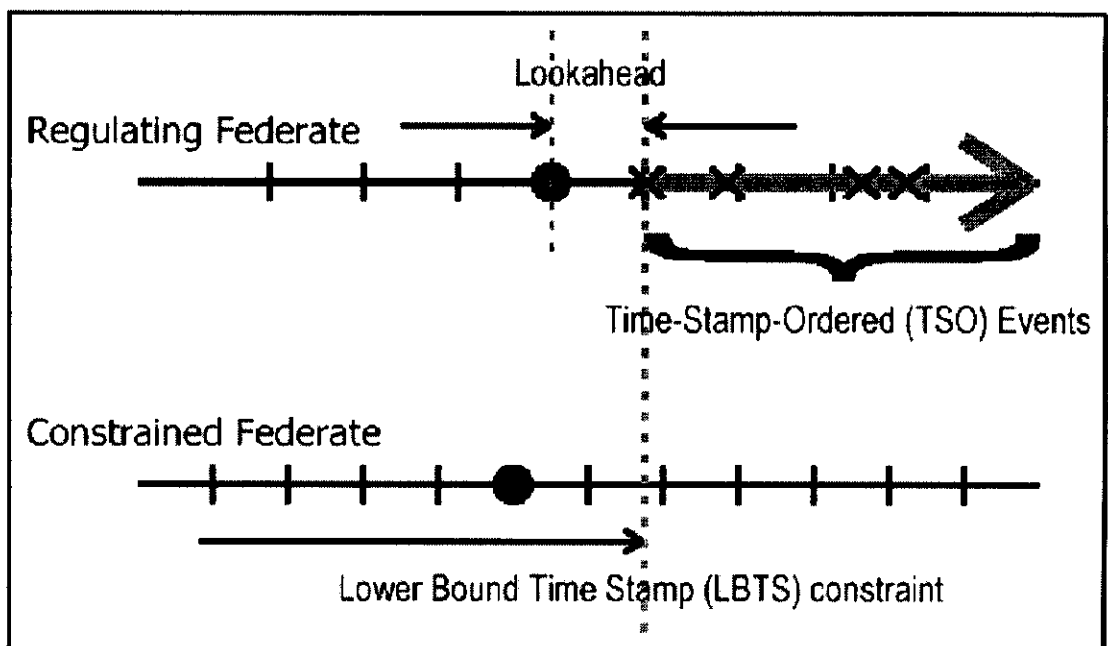 Lookahead
Regulating Federate
Time-Stamp-Ordered (TSO) Events
Constrained Federate
Lower Bound Time Stamp (LBTS) constraint